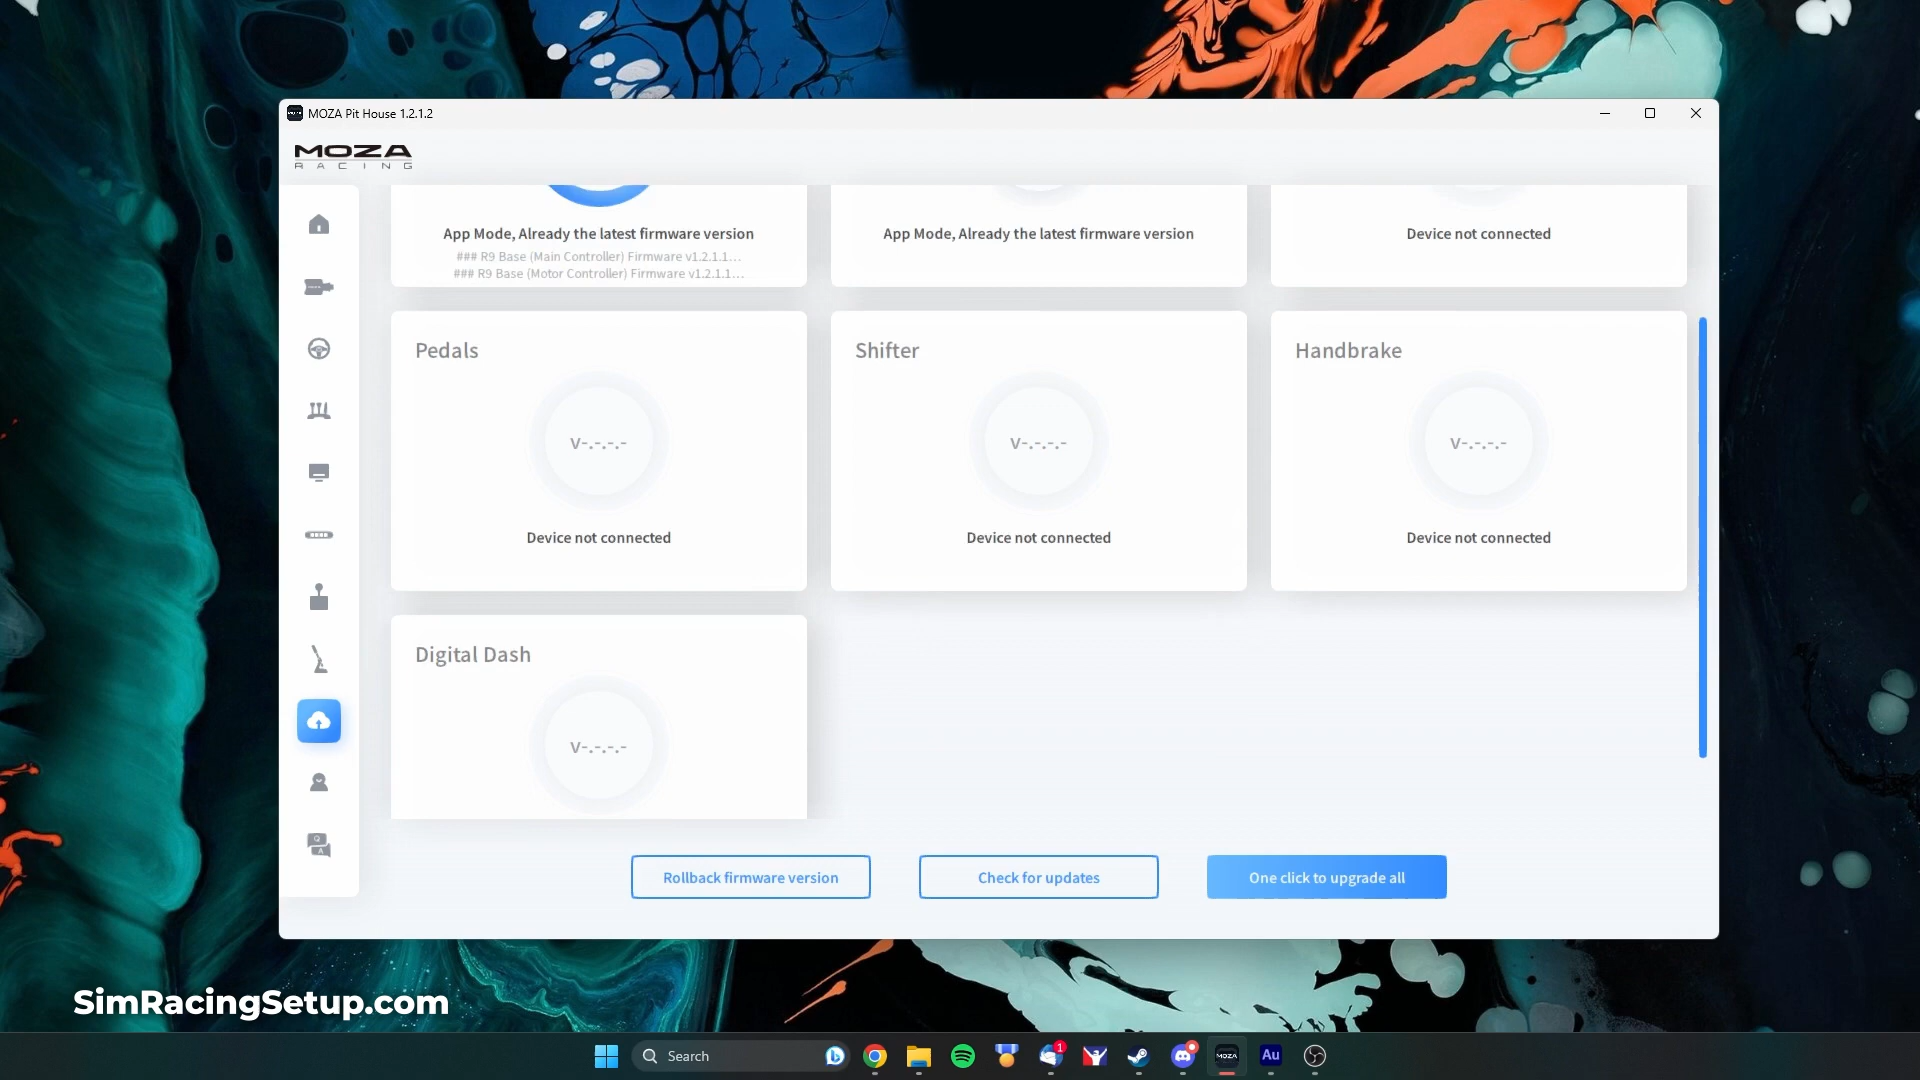 MOZA Pit House 1.2.1.2
MOZA
RACING
App Mode, Already the latest firmware version
### R9 Base (Main Controller) Firmware v1.2.1.1...
### R9 Base (Motor Controller) Firmware v1.2.1.1...
App Mode, Already the latest firmware version
Device not connected
Pedals
v-.-.-.-
Device not connected
Shifter
v-.-.-.-
Device not connected
Handbrake
v-.-.-.-
Device not connected
Digital Dash
v-.-.-.-
Q
A
Rollback firmware version
Check for updates
One click to upgrade all
SimRacingSetup.com
Search
1
MOZA
Au